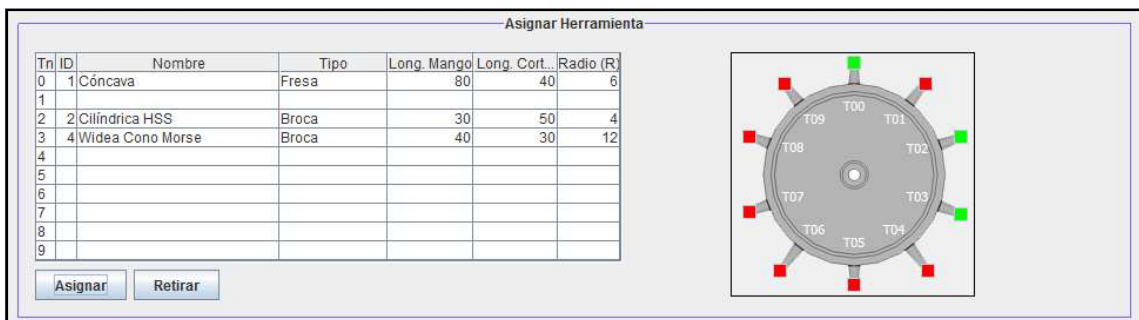 Asignar Herramienta
Tn ID Nombre Tipo Long. Mango Long. Cort... Radio (R)
0 1 Cóncava Fresa 80 40 6
1
2 2 Cilíndrica HSS Broca 30 50 4
3 4 Widea Cono Morse Broca 40 30 12
4
5
6
7
8
9
Asignar Retirar
T00
T09 T01
T08 T02
T07 T03
T06 T04
T05